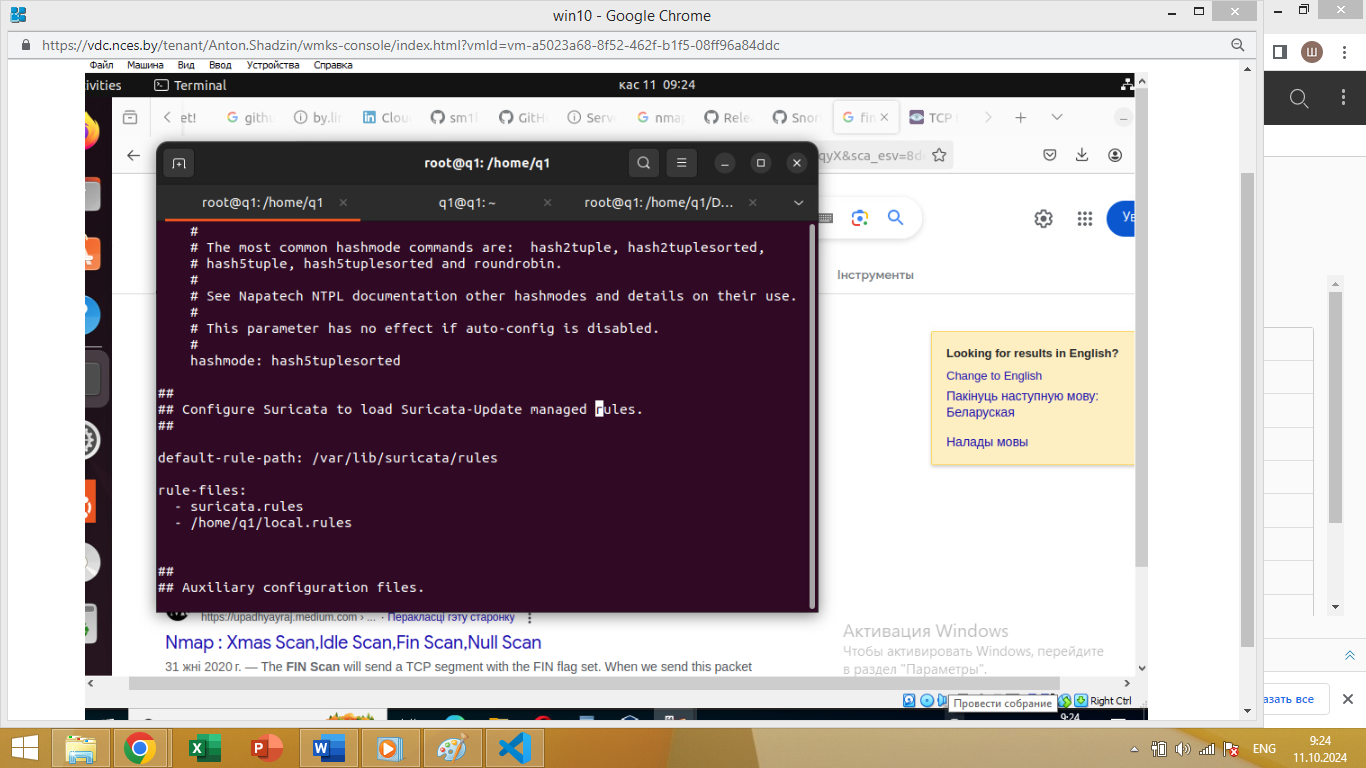 win10 - Google Chrome
https://vdc.nces.by/tenant/Anton.Shadzin/wmks-console/index.html?vmId=vm-a5023a68-8f52-462f-b1f5-08ff96a84ddc
Файл Машина Вид Ввод Устройства Справка
ivities Terminal кас 11 09:24
et! githu by.lin Clou sm1l GitH Serv nma Rele Snor fin TCP
qyX&sca_esv=8d
root@q1: /home/q1
root@q1: /home/q1 q1@q1: ~ root@q1: /home/q1/D...
Ув
Інструменты
#
# The most common hashmode commands are:  hash2tuple, hash2tuplesorted,
# hash5tuple, hash5tuplesorted and roundrobin.
#
# See Napatech NTPL documentation other hashmodes and details on their use.
#
# This parameter has no effect if auto-config is disabled.
#
hashmode: hash5tuplesorted
##
## Configure Suricata to load Suricata-Update managed rules.
##
default-rule-path: /var/lib/suricata/rules
rule-files:
- suricata.rules
- /home/q1/local.rules
##
## Auxiliary configuration files.
Looking for results in English?
Change to English
Пакінуць наступную мову:
Беларуская
Налады мовы
https://upadhyayraj.medium.com › ... · Перакласці гэту старонку
Nmap : Xmas Scan,Idle Scan,Fin Scan,Null Scan
31 жні 2020 г. — The FIN Scan will send a TCP segment with the FIN flag set. When we send this packet
Активация Windows
Чтобы активировать Windows, перейдите
в раздел "Параметры".
Right Ctrl
Провести собрание
9:24
Ш
азать все
ENG
9:24
11.10.2024